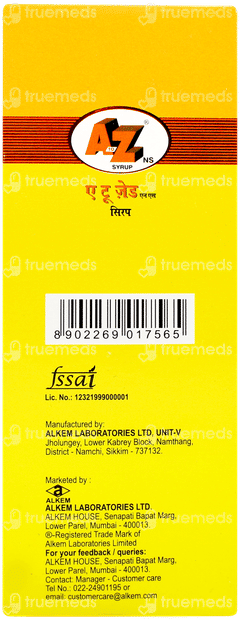 truemeds
AtoZ® NS
SYRUP
ए टू ज़ेड एन एस
सिरप
8 902269 017565
fssai
Lic. No.: 12321999000001
Manufactured by:
ALKEM LABORATORIES LTD, UNIT-V
Jholungey, Lower Kabrey Block, Namthang,
District - Namchi, Sikkim - 737132.
Marketed by:
a
ALKEM
ALKEM LABORATORIES LTD.
ALKEM HOUSE, Senapati Bapat Marg,
Lower Parel, Mumbai - 400013.
®-Registered Trade Mark of
Alkem Laboratories Limited
For your feedback / queries:
ALKEM HOUSE, Senapati Bapat Marg,
Lower Parel, Mumbai - 400013.
Contact: Manager - Customer care
Tel No.: 022-24901195 or
email: customercare@alkem.com